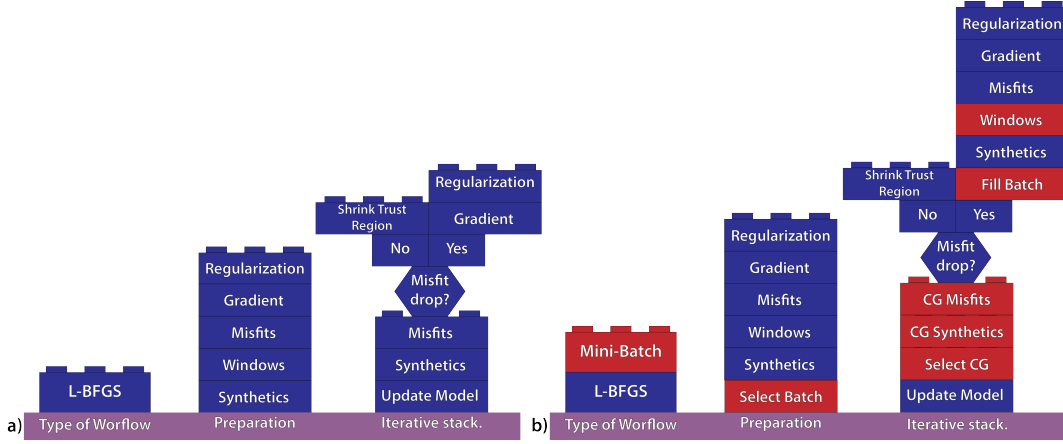 Regularization
Shrink Trust
Region
Gradient
No
Yes
Misfit
drop?
Regularization
Gradient
Misfits
Windows
Synthetics
Misfits
Synthetics
Update Model
L-BFGS
a)
Type of Worflow
Preparation
Iterative stack.
Regularization
Gradient
Misfits
Windows
Synthetics
Fill Batch
Shrink Trust
Region
No
Yes
Misfit
drop?
Regularization
Gradient
Misfits
Windows
Synthetics
Select Batch
CG Misfits
CG Synthetics
Select CG
Update Model
Mini-Batch
L-BFGS
b)
Type of Worflow
Preparation
Iterative stack.